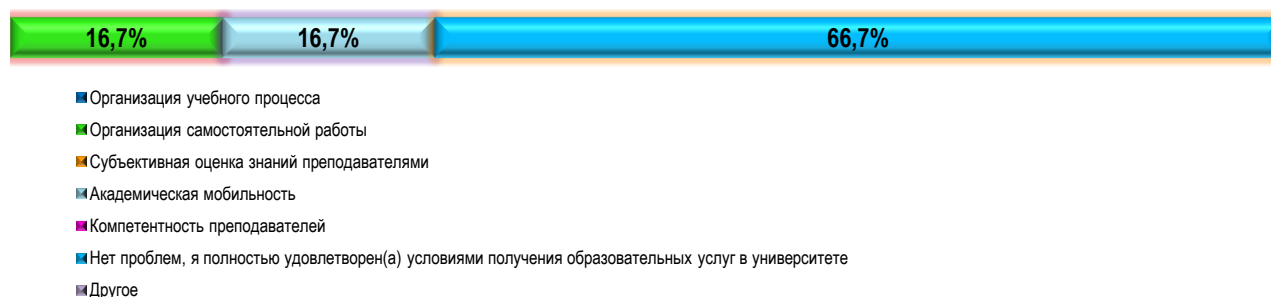 16,7% 16,7% 66,7%
Организация учебного процесса
Организация самостоятельной работы
Субъективная оценка знаний преподавателями
Академическая мобильность
Компетентность преподавателей
Нет проблем, я полностью удовлетворен(а) условиями получения образовательных услуг в университете
Другое